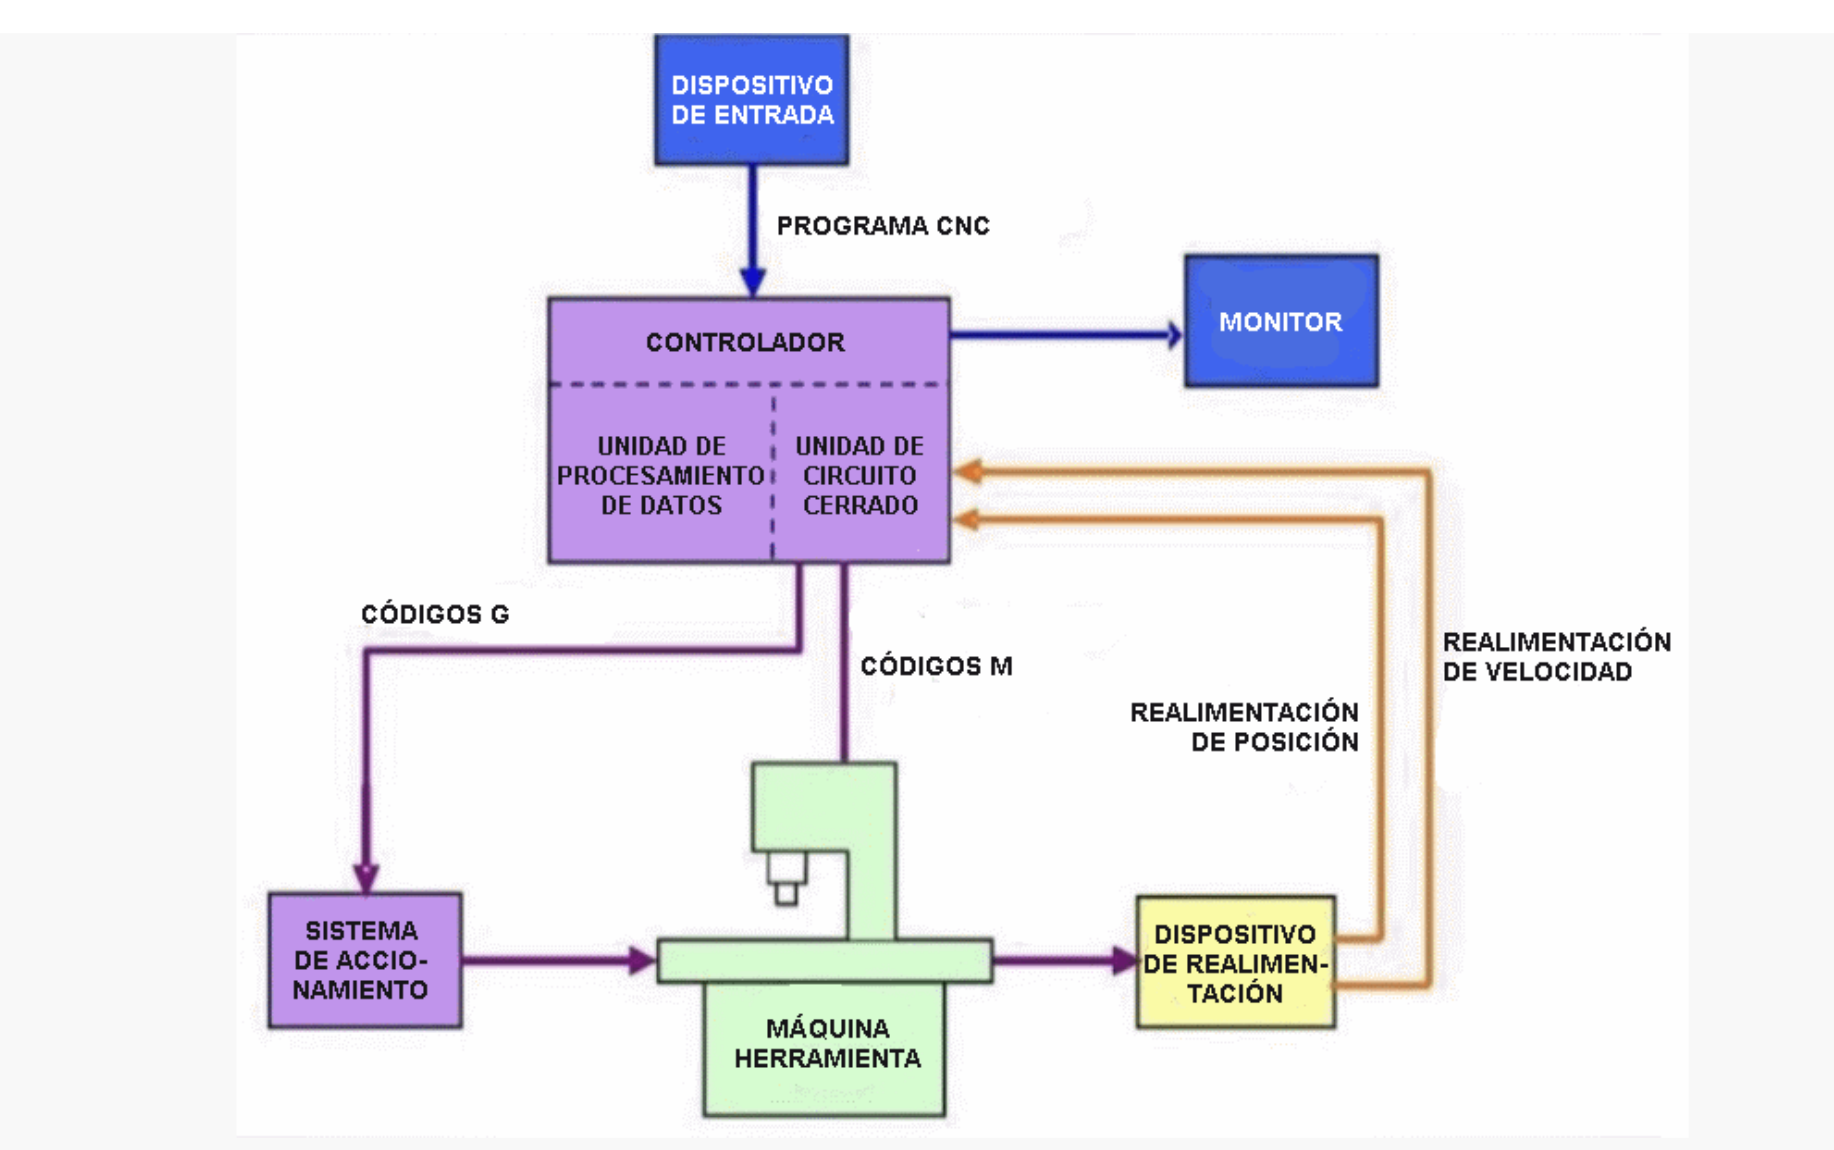 DISPOSITIVO
DE ENTRADA
PROGRAMA CNC
MONITOR
CONTROLADOR
UNIDAD DE
PROCESAMIENTO
DE DATOS
UNIDAD DE
CIRCUITO
CERRADO
CÓDIGOS G
CÓDIGOS M
REALIMENTACIÓN
DE VELOCIDAD
REALIMENTACIÓN
DE POSICIÓN
SISTEMA
DE ACCIO-
NAMIENTO
MÁQUINA
HERRAMIENTA
DISPOSITIVO
DE REALIMEN-
TACIÓN